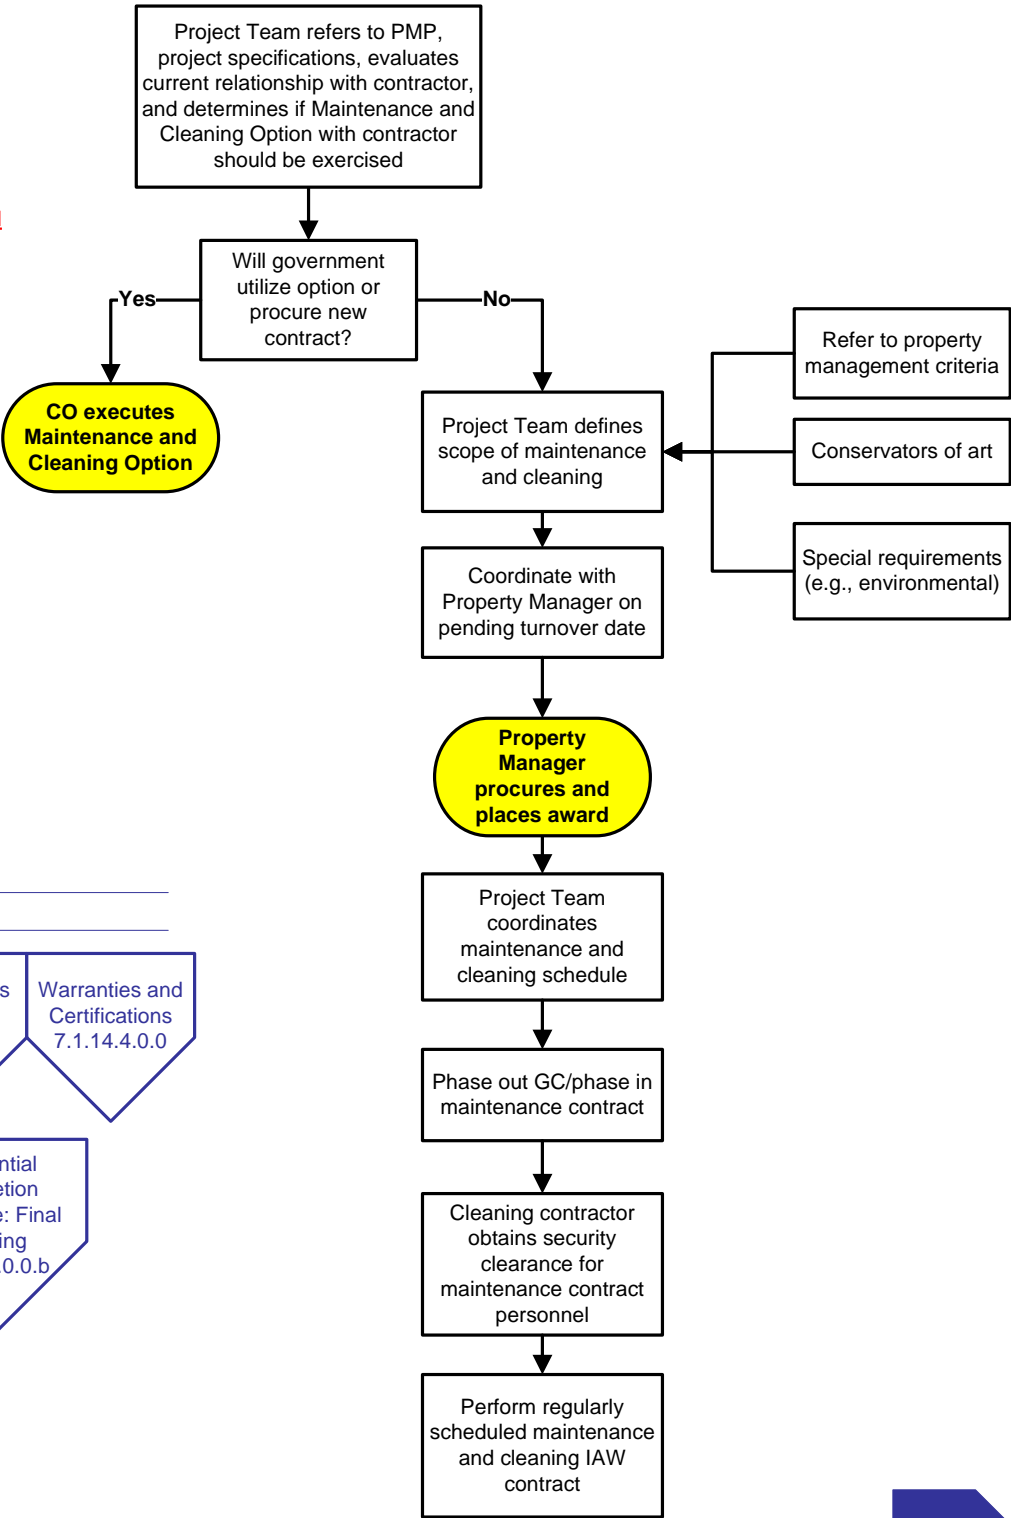 Project Team refers to PMP,
project specifications, evaluates
current relationship with contractor,
and determines if Maintenance and
Cleaning Option with contractor
should be exercised
Will government
utilize option or
procure new
contract?
Yes
No
CO executes
Maintenance and
Cleaning Option
Project Team defines
scope of maintenance
and cleaning
Refer to property
management criteria
Conservators of art
Special requirements
(e.g., environmental)
Coordinate with
Property Manager on
pending turnover date
Property
Manager
procures and
places award
Project Team
coordinates
maintenance and
cleaning schedule
Phase out GC/phase in
maintenance contract
Cleaning contractor
obtains security
clearance for
maintenance contract
personnel
Perform regularly
scheduled maintenance
and cleaning IAW
contract
Warranties and
Certifications
7.1.14.4.0.0
: Final
.0.0.b